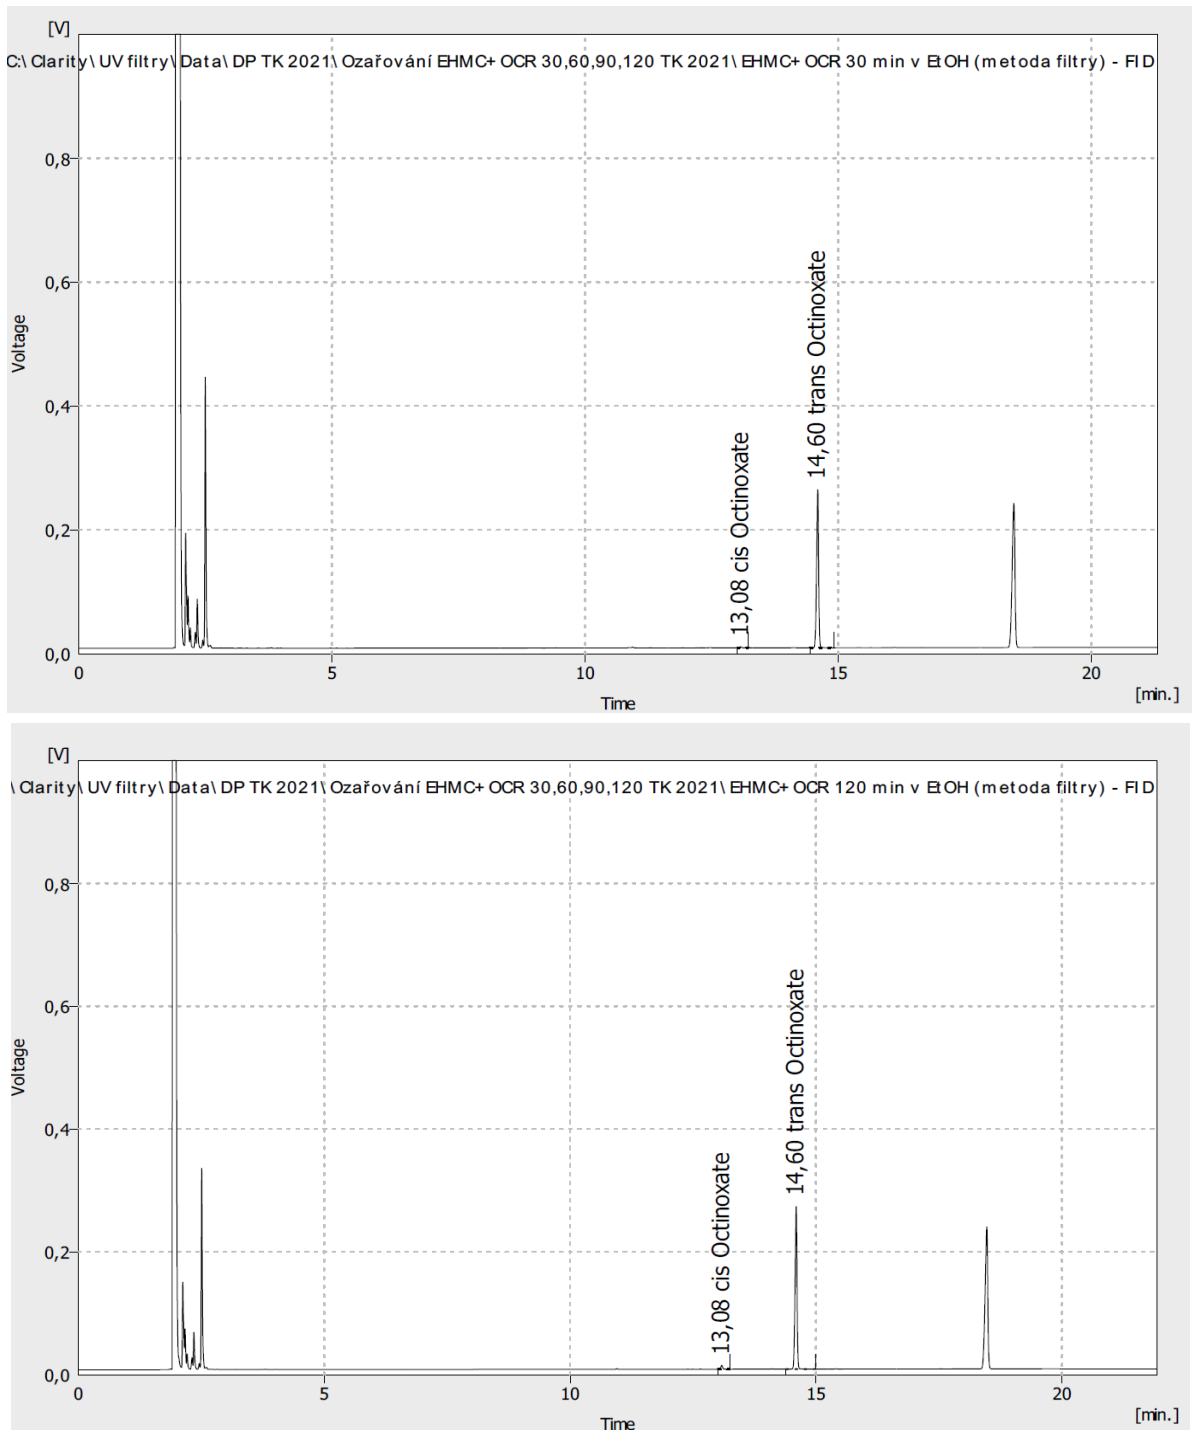 [V]
C:\Clarity\UV filtry\Data\DP TK 2021\Ozařování EHMC+OCR 30,60,90,120 TK 2021\EHMC+OCR 30 min v EtOH (metoda filtry) - FID
0,8
0,6
0,4
0,2
0,0
Voltage
13,08 cis Octinoxate
14,60 trans Octinoxate
0
5
10
15
20
Time
[min.]
[V]
\Clarity\UV filtry\Data\DP TK 2021\Ozařování EHMC+OCR 30,60,90,120 TK 2021\EHMC+OCR 120 min v EtOH (metoda filtry) - FID
0,8
0,6
0,4
0,2
0,0
Voltage
13,08 cis Octinoxate
14,60 trans Octinoxate
0
5
10
15
20
Time
[min.]